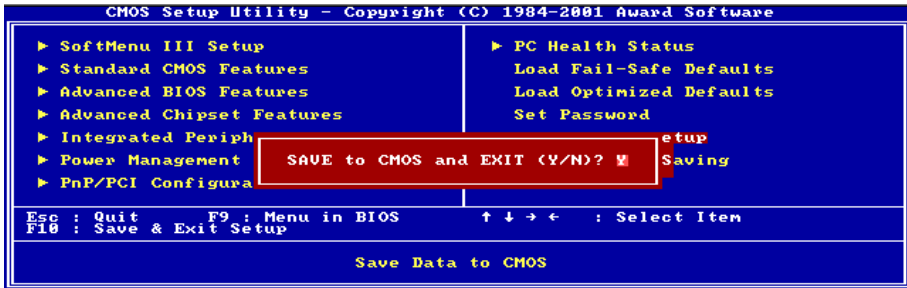 CMOS Setup Utility - Copyright (C) 1984-2001 Award Software
► SoftMenu III Setup
► Standard CMOS Features
► Advanced BIOS Features
► Advanced Chipset Features
► Integrated Periph
► Power Management
► PnP/PCI Configura
► PC Health Status
Load Fail-Safe Defaults
Load Optimized Defaults
Set Password
etup
Saving
SAVE to CMOS and EXIT (Y/N)? Y
Esc : Quit F9 : Menu in BIOS ↑ ↓ → ← : Select Item
F10 : Save & Exit Setup
Save Data to CMOS